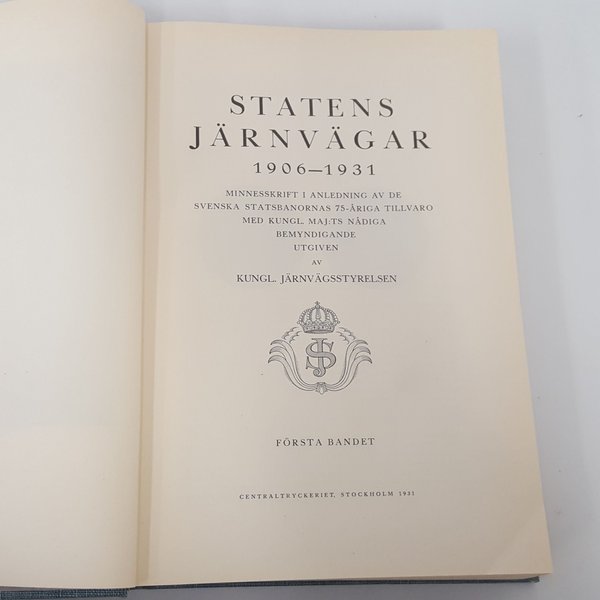 STATENS
JÄRNVÄGAR
1906—1931
MINNESSKRIFT I ANLEDNING AV DE
SVENSKA STATSBANORNAS 75-ÅRIGA TILLVARO
MED KUNGL. MAJ:TS NÅDIGA
BEMYNDIGANDE
UTGIVEN
AV
KUNGL. JÄRNVÄGSSTYRELSEN
SJ
FÖRSTA BANDET
CENTRALTRYCKERIET, STOCKHOLM 1931